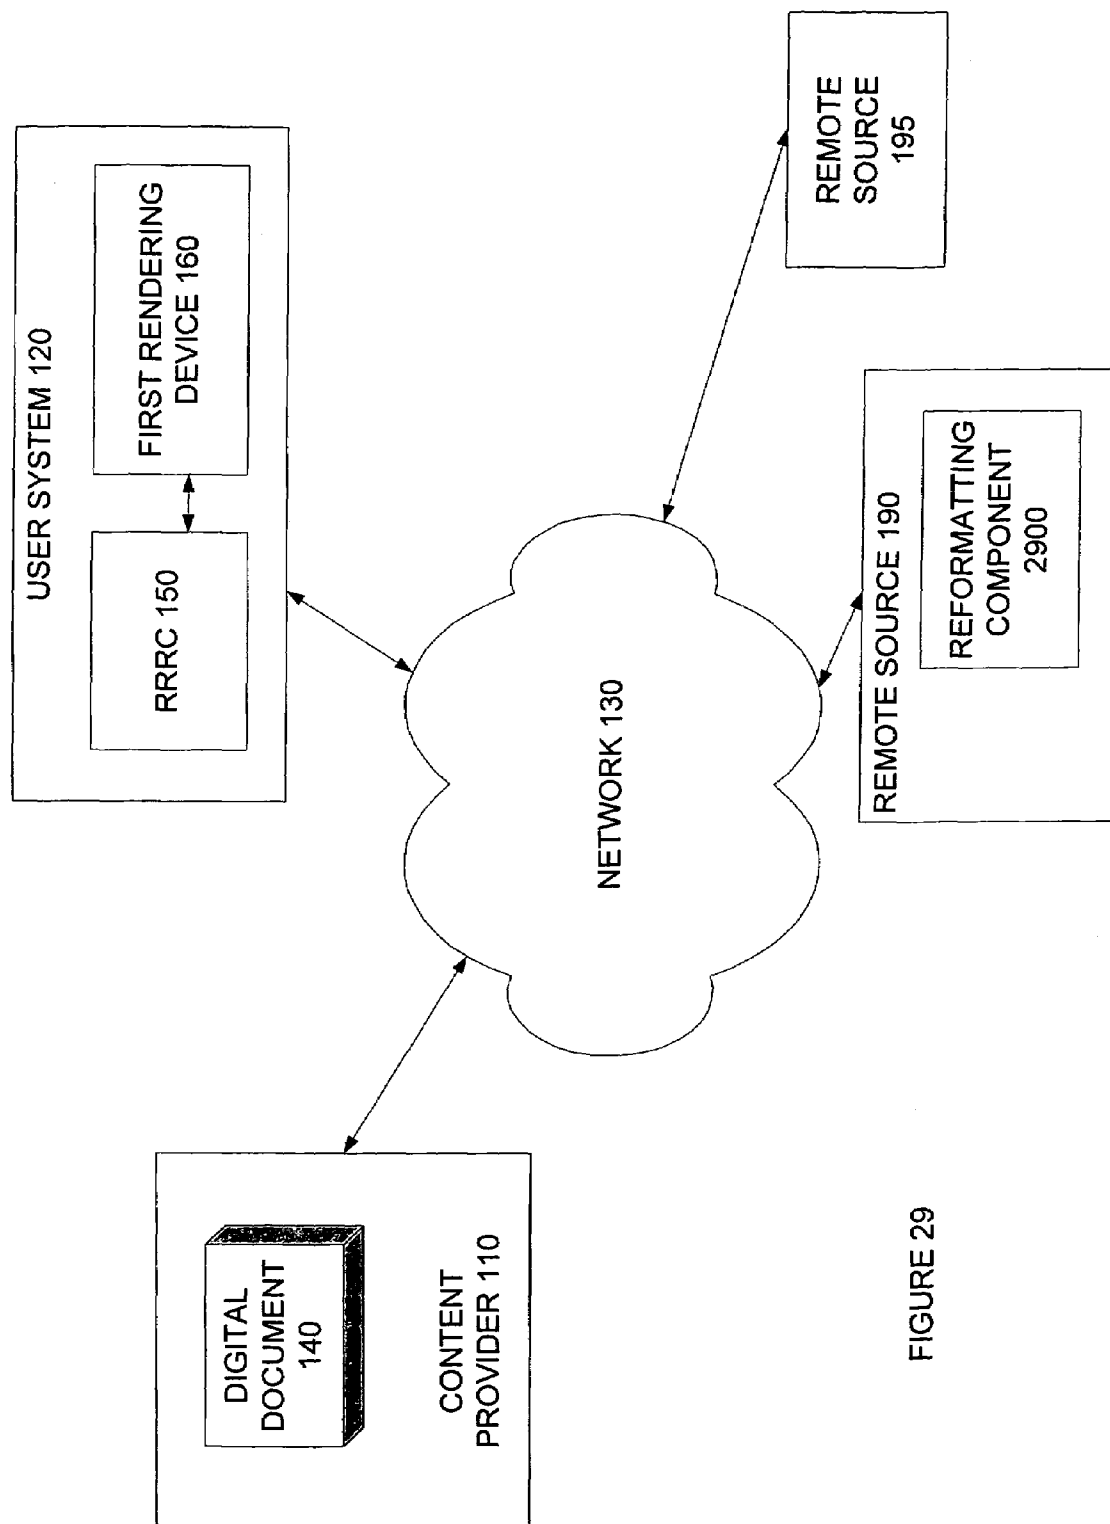 USER SYSTEM 120
RRRC 150
FIRST RENDERING
DEVICE 160
DIGITAL
DOCUMENT
140
CONTENT
PROVIDER 110
NETWORK 130
REMOTE
SOURCE
195
REMOTE SOURCE 190
REFORMATTING
COMPONENT
2900
FIGURE 29